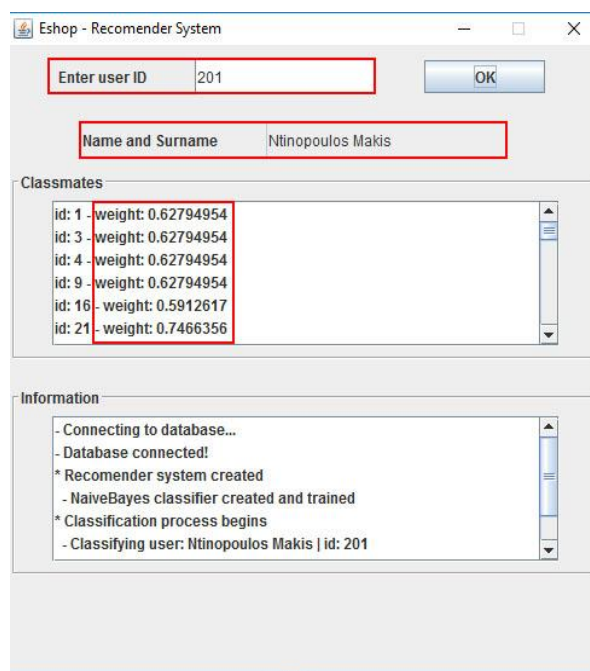 Eshop - Recomender System
Enter user ID 201 OK
Name and Surname Ntinopoulos Makis
Classmates
id: 1 - weight: 0.62794954
id: 3 - weight: 0.62794954
id: 4 - weight: 0.62794954
id: 9 - weight: 0.62794954
id: 16 - weight: 0.5912617
id: 21 - weight: 0.7466356
Information
- Connecting to database...
- Database connected!
* Recomender system created
- NaiveBayes classifier created and trained
* Classification process begins
- Classifying user: Ntinopoulos Makis | id: 201